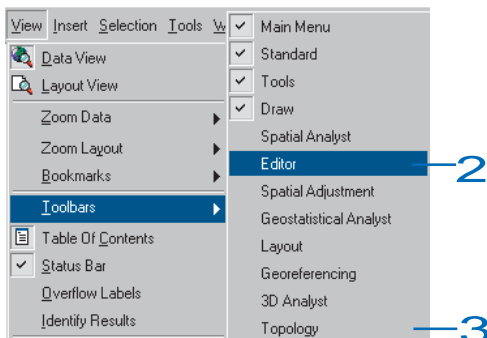 View Insert Selection Tools W
Data View
Layout View
Zoom Data
Zoom Layout
Bookmarks
Toolbars
Table Of Contents
Status Bar
Overflow Labels
Identify Results
Main Menu
Standard
Tools
Draw
Spatial Analyst
Editor
Spatial Adjustment
Geostatistical Analyst
Layout
Georeferencing
3D Analyst
Topology
2
3